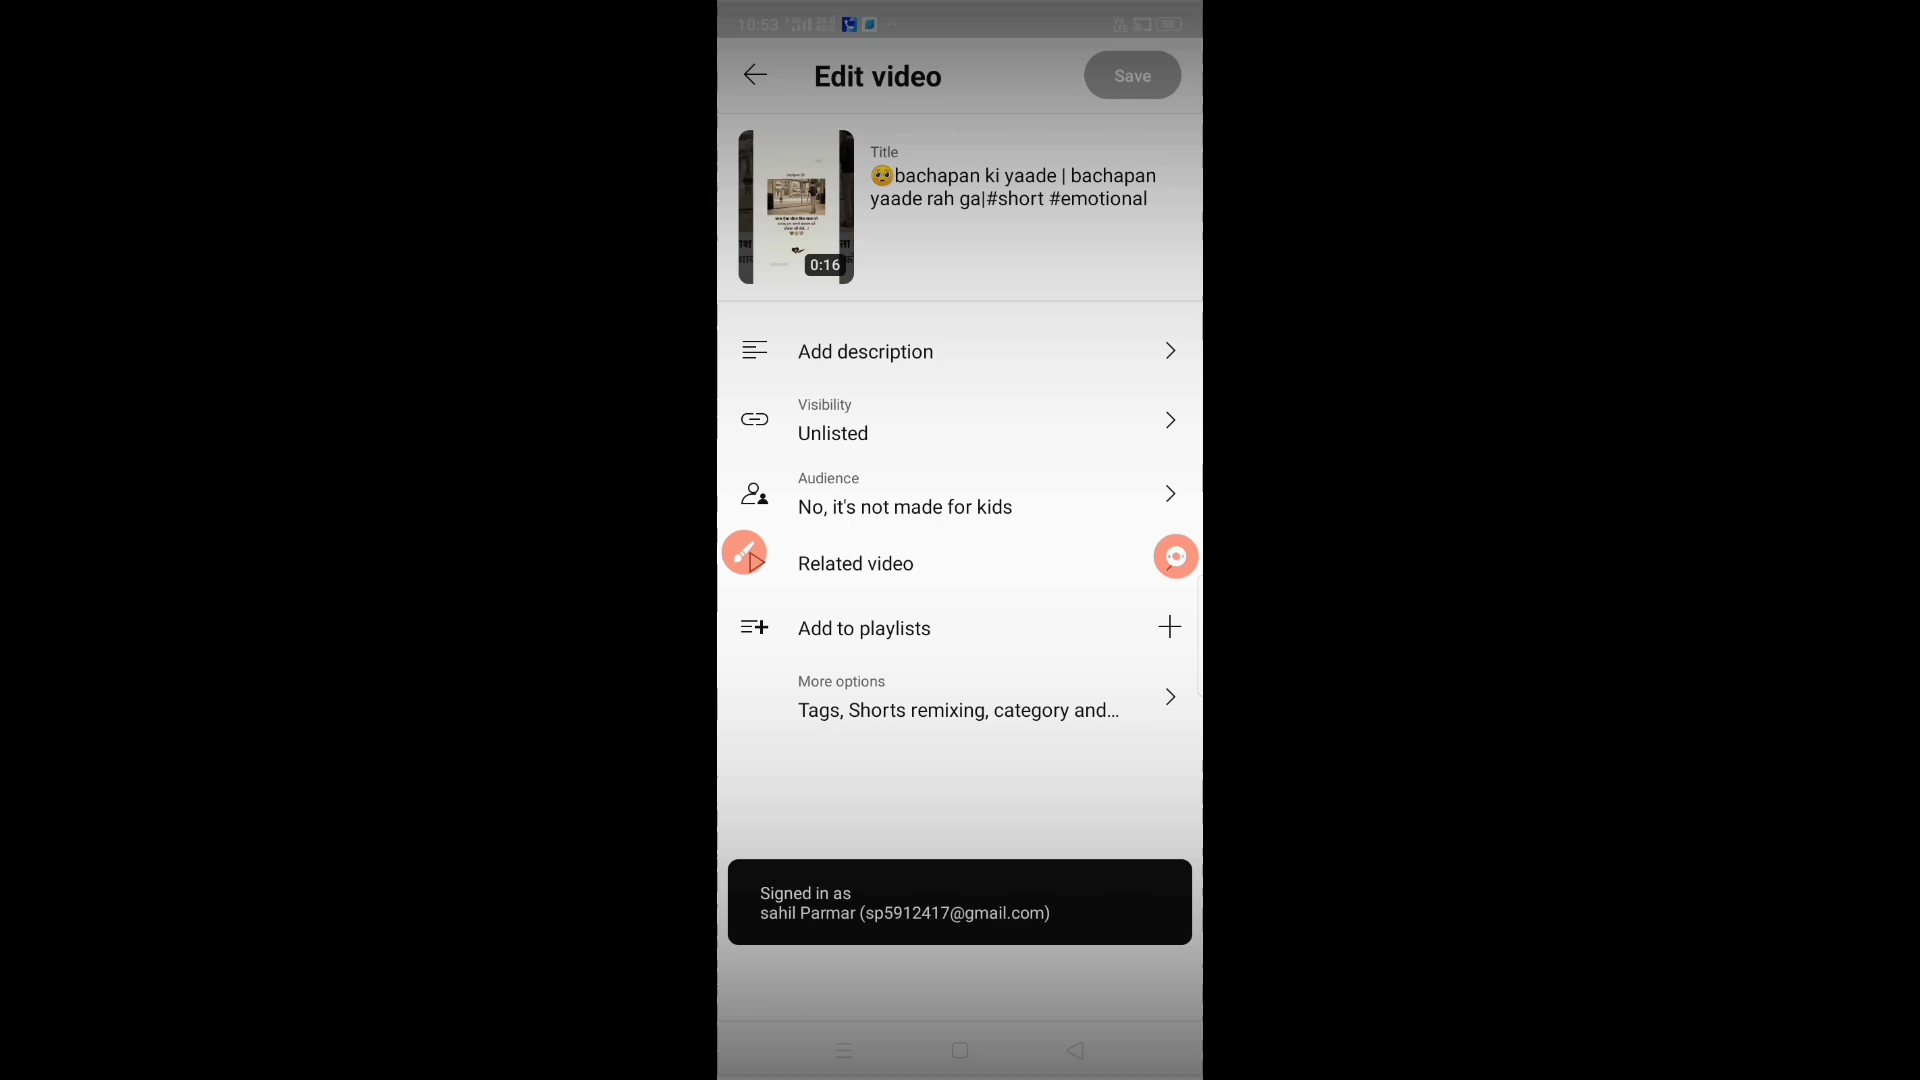 10:53
Edit video
Save
Title
🥺bachapan ki yaade | bachapan
yaade rah ga|#short #emotional
0:16
Add description
Visibility
Unlisted
Audience
No, it's not made for kids
Related video
Add to playlists
More options
Tags, Shorts remixing, category and...
Signed in as
sahil Parmar (sp5912417@gmail.com)